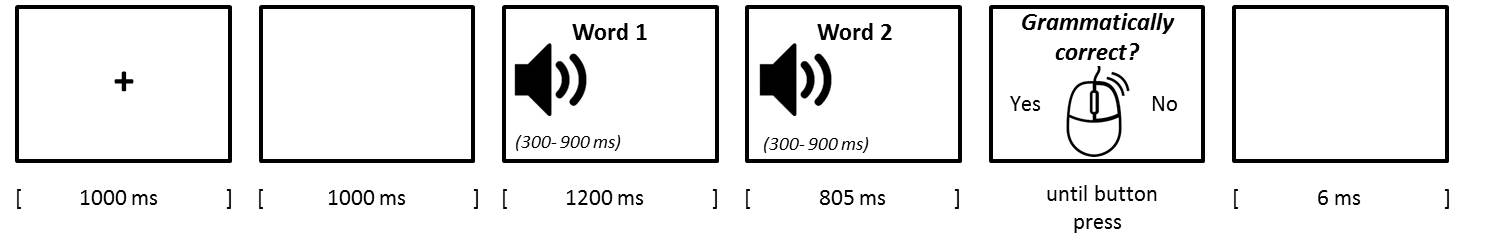 +
Word 1
(300- 900 ms)
Word 2
(300- 900 ms)
Grammatically
correct?
Yes
No
[ 1000 ms ]
[ 1000 ms ]
[ 1200 ms ]
[ 805 ms ]
until button
press
[ 6 ms ]